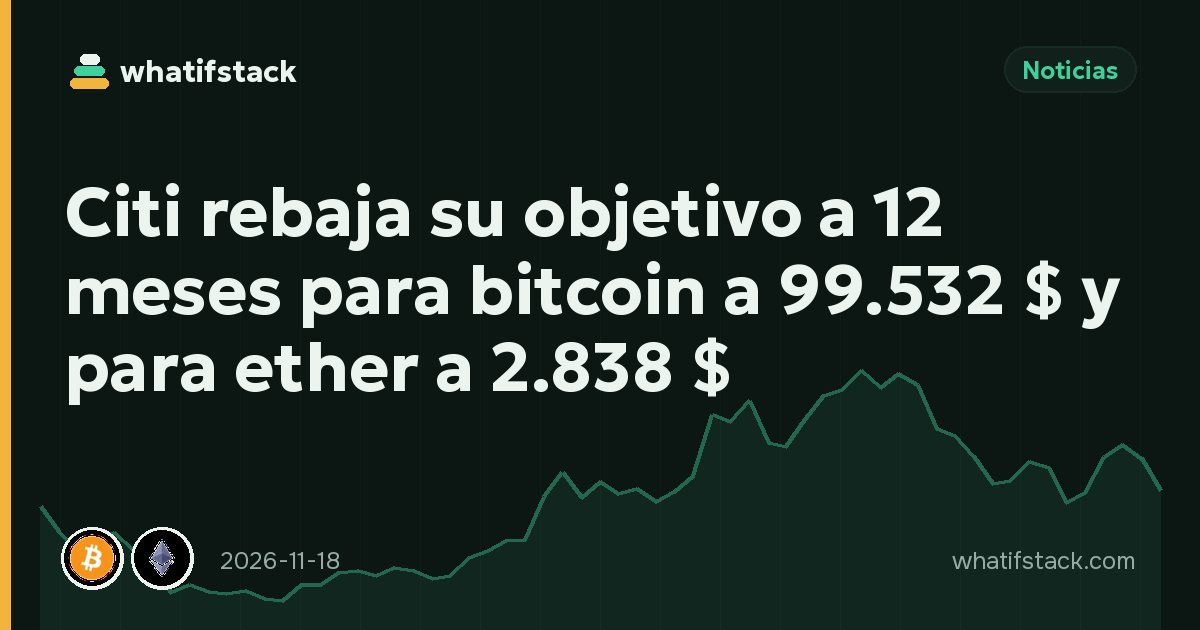 whatifstack
Noticias
Citi rebaja su objetivo a 12
meses para bitcoin a 99.532 $ y
para ether a 2.838 $
2026-11-18
whatifstack.com